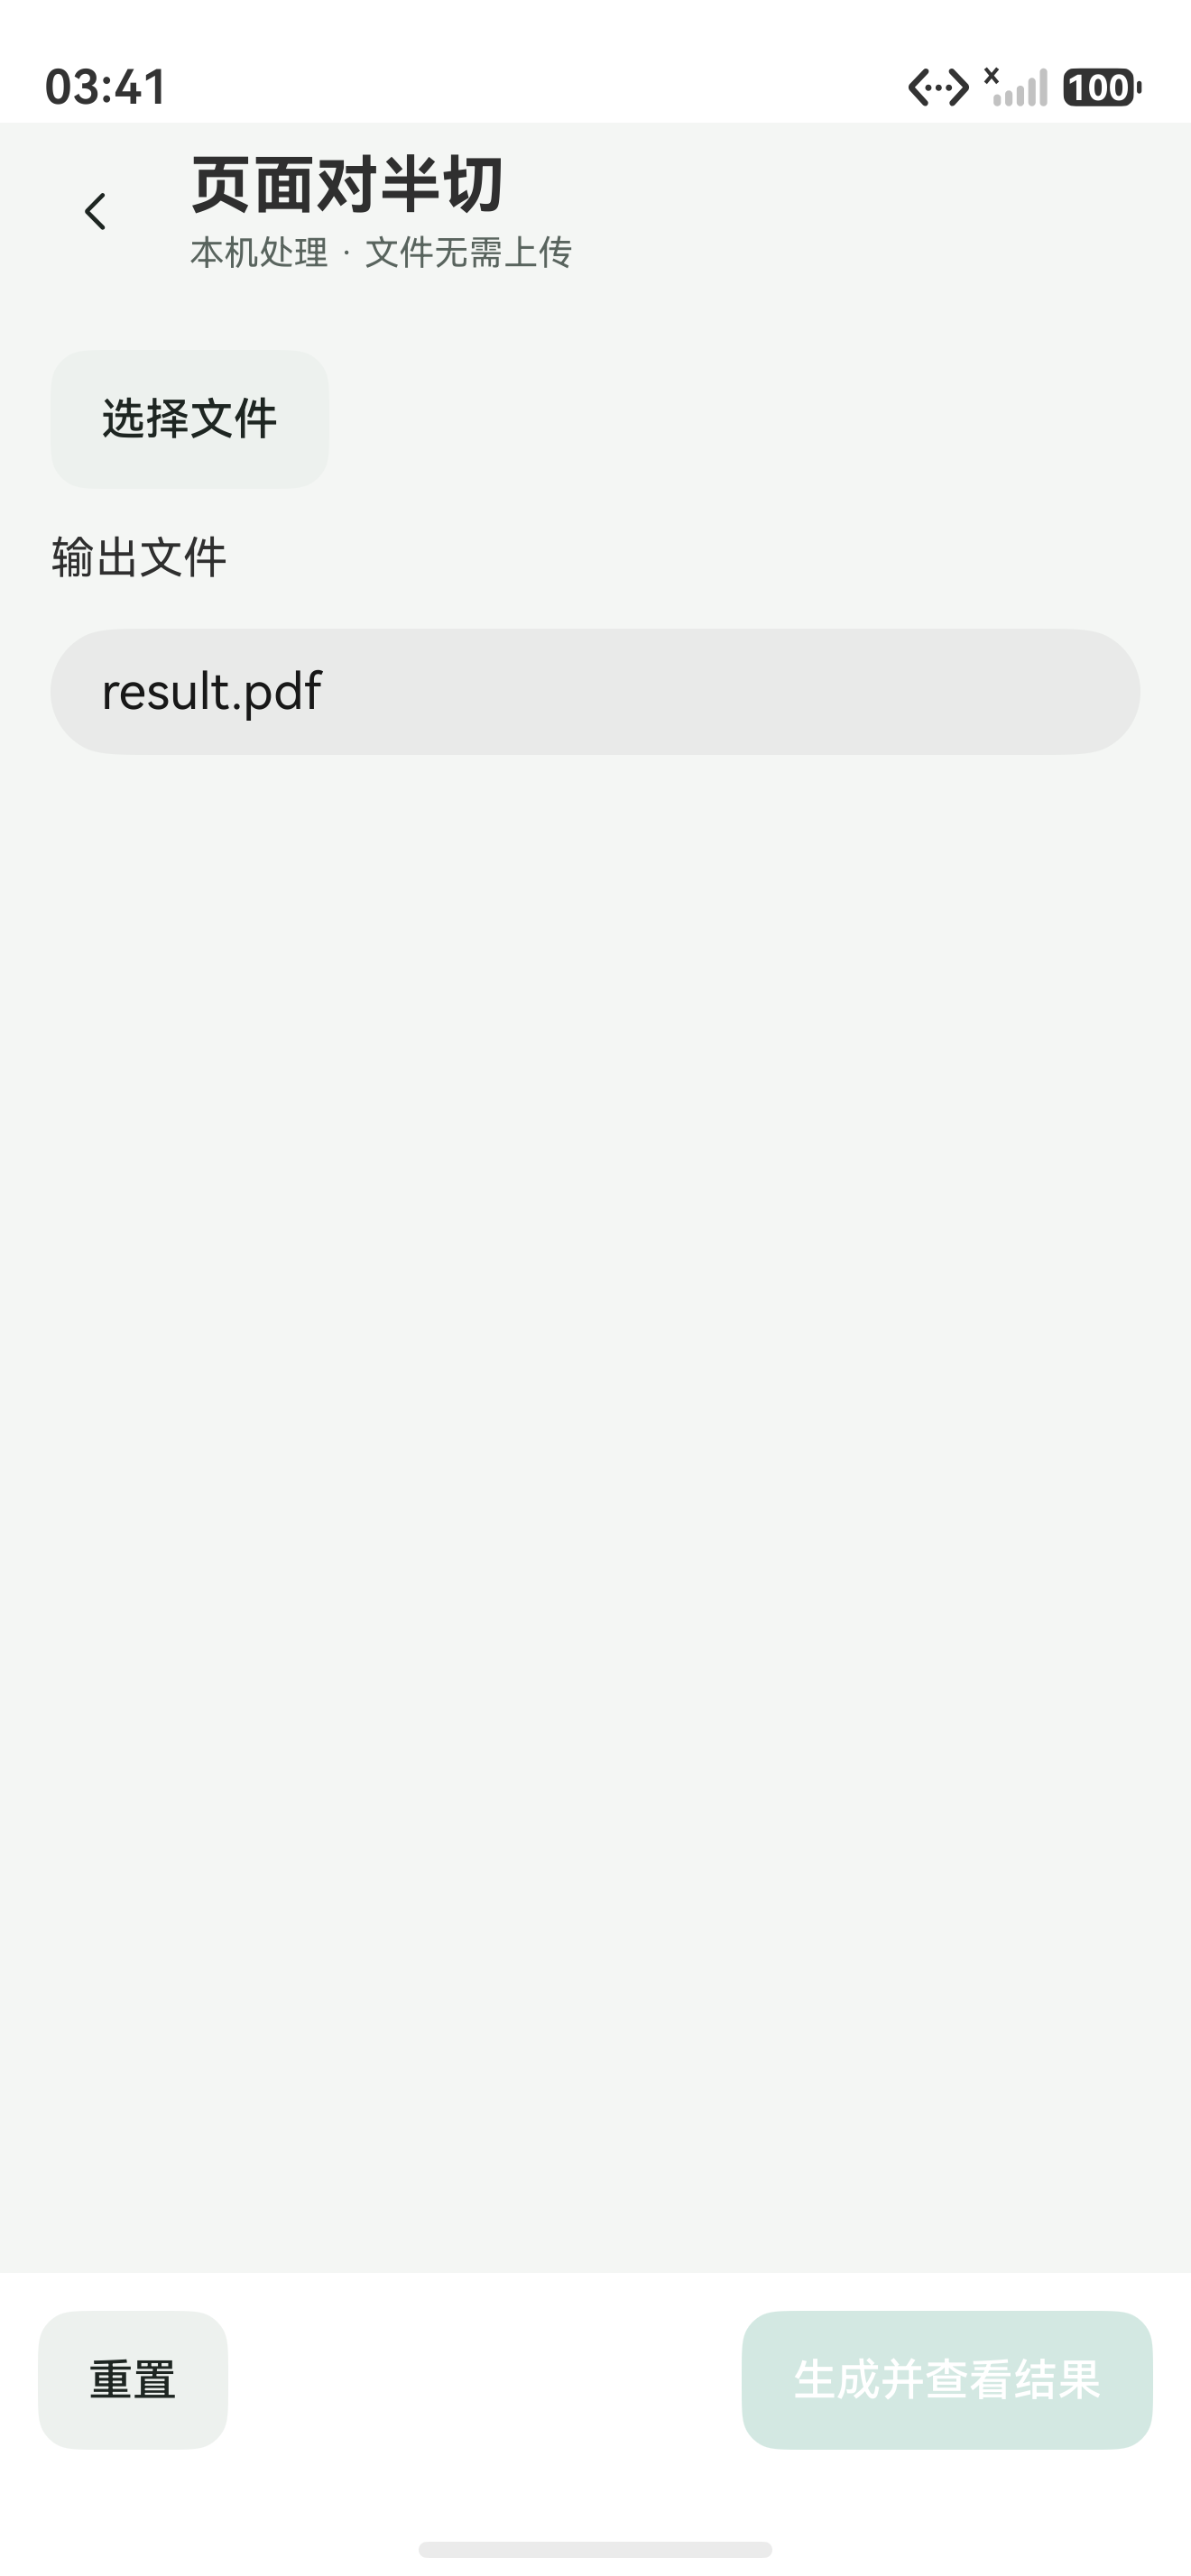 03:41
100
页面对半切
本机处理 · 文件无需上传
选择文件
输出文件
result.pdf
重置
生成并查看结果